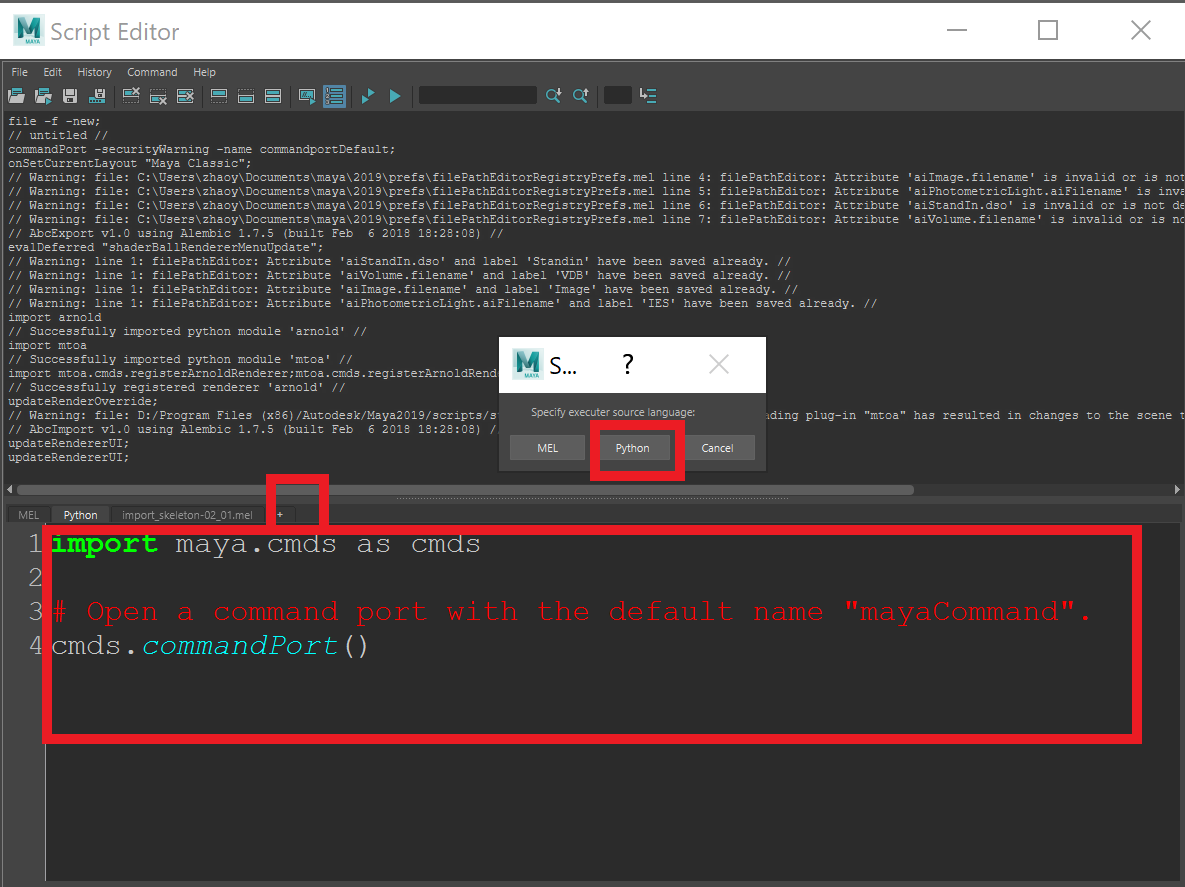 MAYA Script Editor
File Edit History Command Help
file -f -new;
// untitled //
commandPort -securityWarning -name commandportDefault;
onSetCurrentLayout "Maya Classic";
// Warning: file: C:\Users\zhaoy\Documents\maya\2019\prefs\filePathEditorRegistryPrefs.mel line 4: filePathEditor: Attribute 'aiImage.filename' is invalid or is not
// Warning: file: C:\Users\zhaoy\Documents\maya\2019\prefs\filePathEditorRegistryPrefs.mel line 5: filePathEditor: Attribute 'aiPhotometricLight.aiFilename' is inva
// Warning: file: C:\Users\zhaoy\Documents\maya\2019\prefs\filePathEditorRegistryPrefs.mel line 6: filePathEditor: Attribute 'aiStandIn.dso' is invalid or is not de
// Warning: file: C:\Users\zhaoy\Documents\maya\2019\prefs\filePathEditorRegistryPrefs.mel line 7: filePathEditor: Attribute 'aiVolume.filename' is invalid or is no
// AbcExport v1.0 using Alembic 1.7.5 (built Feb  6 2018 18:28:08) //
evalDeferred "shaderBallRendererMenuUpdate";
// Warning: line 1: filePathEditor: Attribute 'aiStandIn.dso' and label 'Standin' have been saved already. //
// Warning: line 1: filePathEditor: Attribute 'aiVolume.filename' and label 'VDB' have been saved already. //
// Warning: line 1: filePathEditor: Attribute 'aiImage.filename' and label 'Image' have been saved already. //
// Warning: line 1: filePathEditor: Attribute 'aiPhotometricLight.aiFilename' and label 'IES' have been saved already. //
import arnold
// Successfully imported python module 'arnold' //
import mtoa
// Successfully imported python module 'mtoa' //
import mtoa.cmds.registerArnoldRenderer;mtoa.cmds.registerArnoldRend
// Successfully registered renderer 'arnold' //
updateRenderOverride;
// Warning: file: D:/Program Files (x86)/Autodesk/Maya2019/scripts/s ding plug-in "mtoa" has resulted in changes to the scene t
// AbcImport v1.0 using Alembic 1.7.5 (built Feb  6 2018 18:28:08) /
updateRendererUI;
updateRendererUI;
MAYA S... ?
Specify executer source language:
MEL Python Cancel
MEL Python import_skeleton-02_01.mel +
1 import maya.cmds as cmds
2
3 # Open a command port with the default name "mayaCommand".
4 cmds.commandPort()